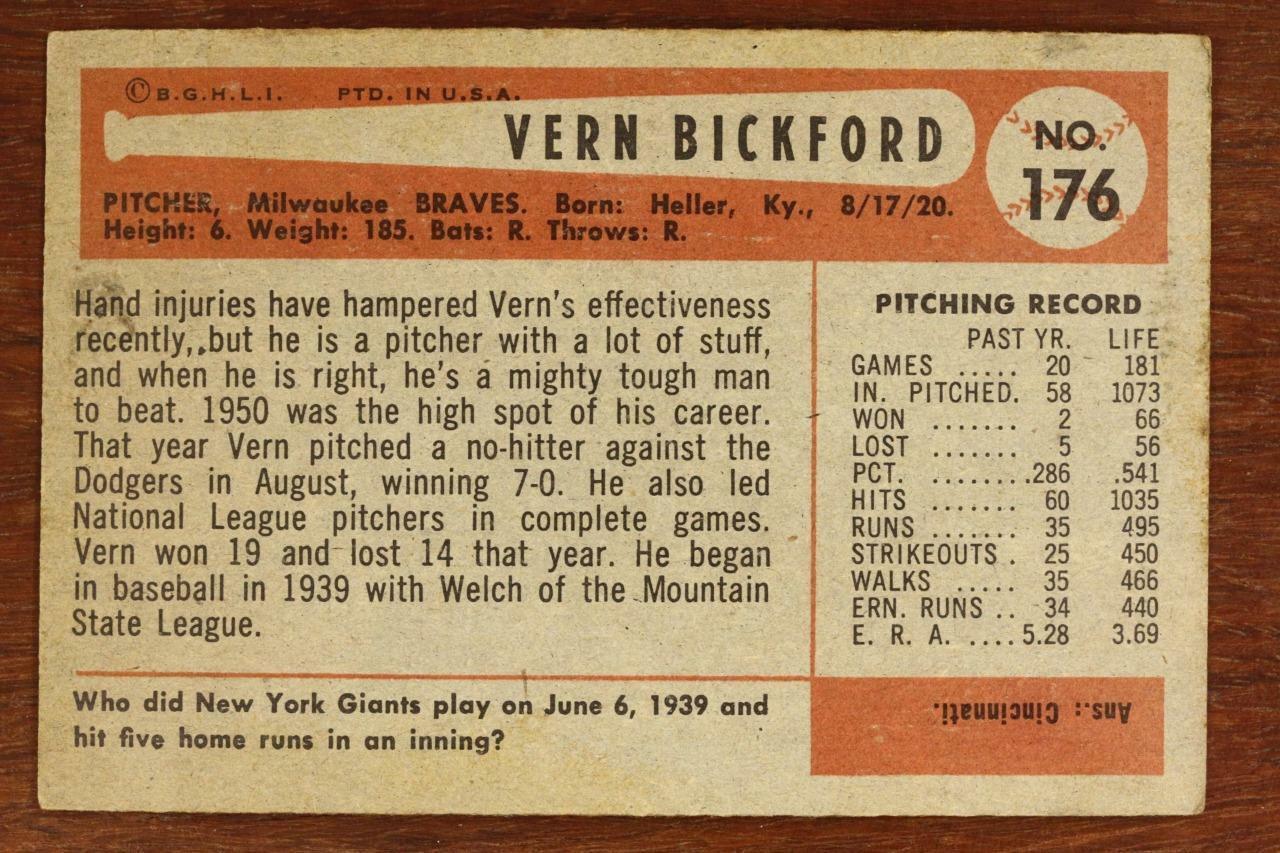 © B.G.H.L.I. PTD. IN U.S.A.
VERN BICKFORD
NO.
176
PITCHER, Milwaukee BRAVES. Born: Heller, Ky., 8/17/20.
Height: 6. Weight: 185. Bats: R. Throws: R.
Hand injuries have hampered Vern's effectiveness
recently, but he is a pitcher with a lot of stuff,
and when he is right, he's a mighty tough man
to beat. 1950 was the high spot of his career.
That year Vern pitched a no-hitter against the
Dodgers in August, winning 7-0. He also led
National League pitchers in complete games.
Vern won 19 and lost 14 that year. He began
in baseball in 1939 with Welch of the Mountain
State League.
PITCHING RECORD
PAST YR. LIFE
GAMES ..... 20 181
IN. PITCHED. 58 1073
WON ....... 2 66
LOST ....... 5 56
PCT. ........286 .541
HITS ....... 60 1035
RUNS ....... 35 495
STRIKEOUTS . 25 450
WALKS ..... 35 466
ERN. RUNS .. 34 440
E. R. A. ....5.28 3.69
Who did New York Giants play on June 6, 1939 and
hit five home runs in an inning?
Ans.: Cincinnati.